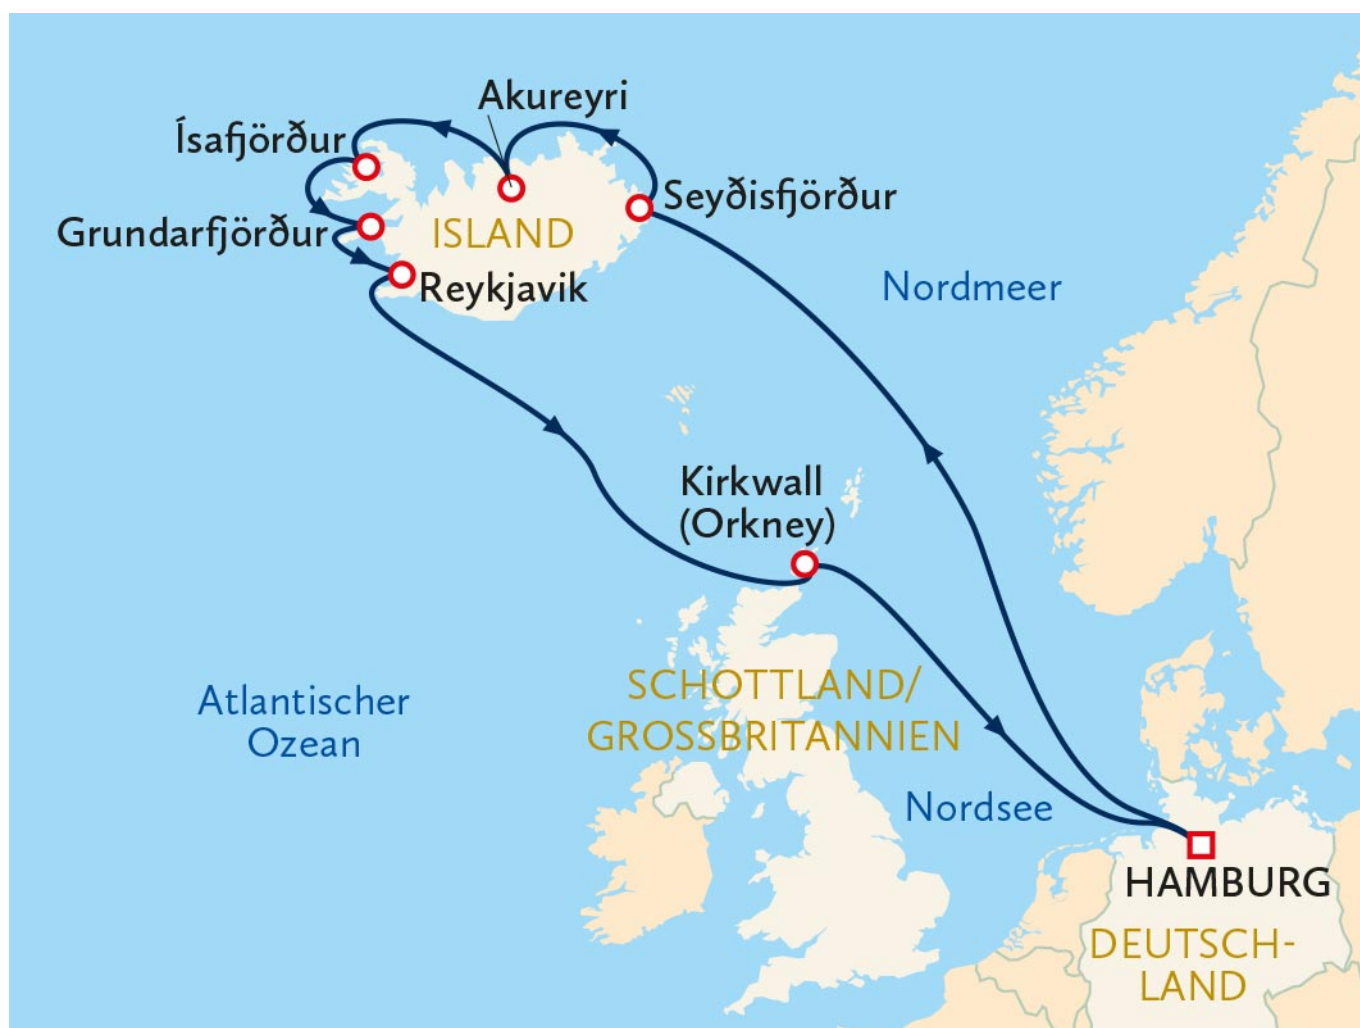 Akureyri
Ísafjörður
Seyðisfjörður
Grundarfjörður
ISLAND
Reykjavik
Nordmeer
Kirkwall
(Orkney)
SCHOTTLAND/
GROSSBRITANNIEN
Atlantischer
Ozean
Nordsee
HAMBURG
DEUTSCH-
LAND